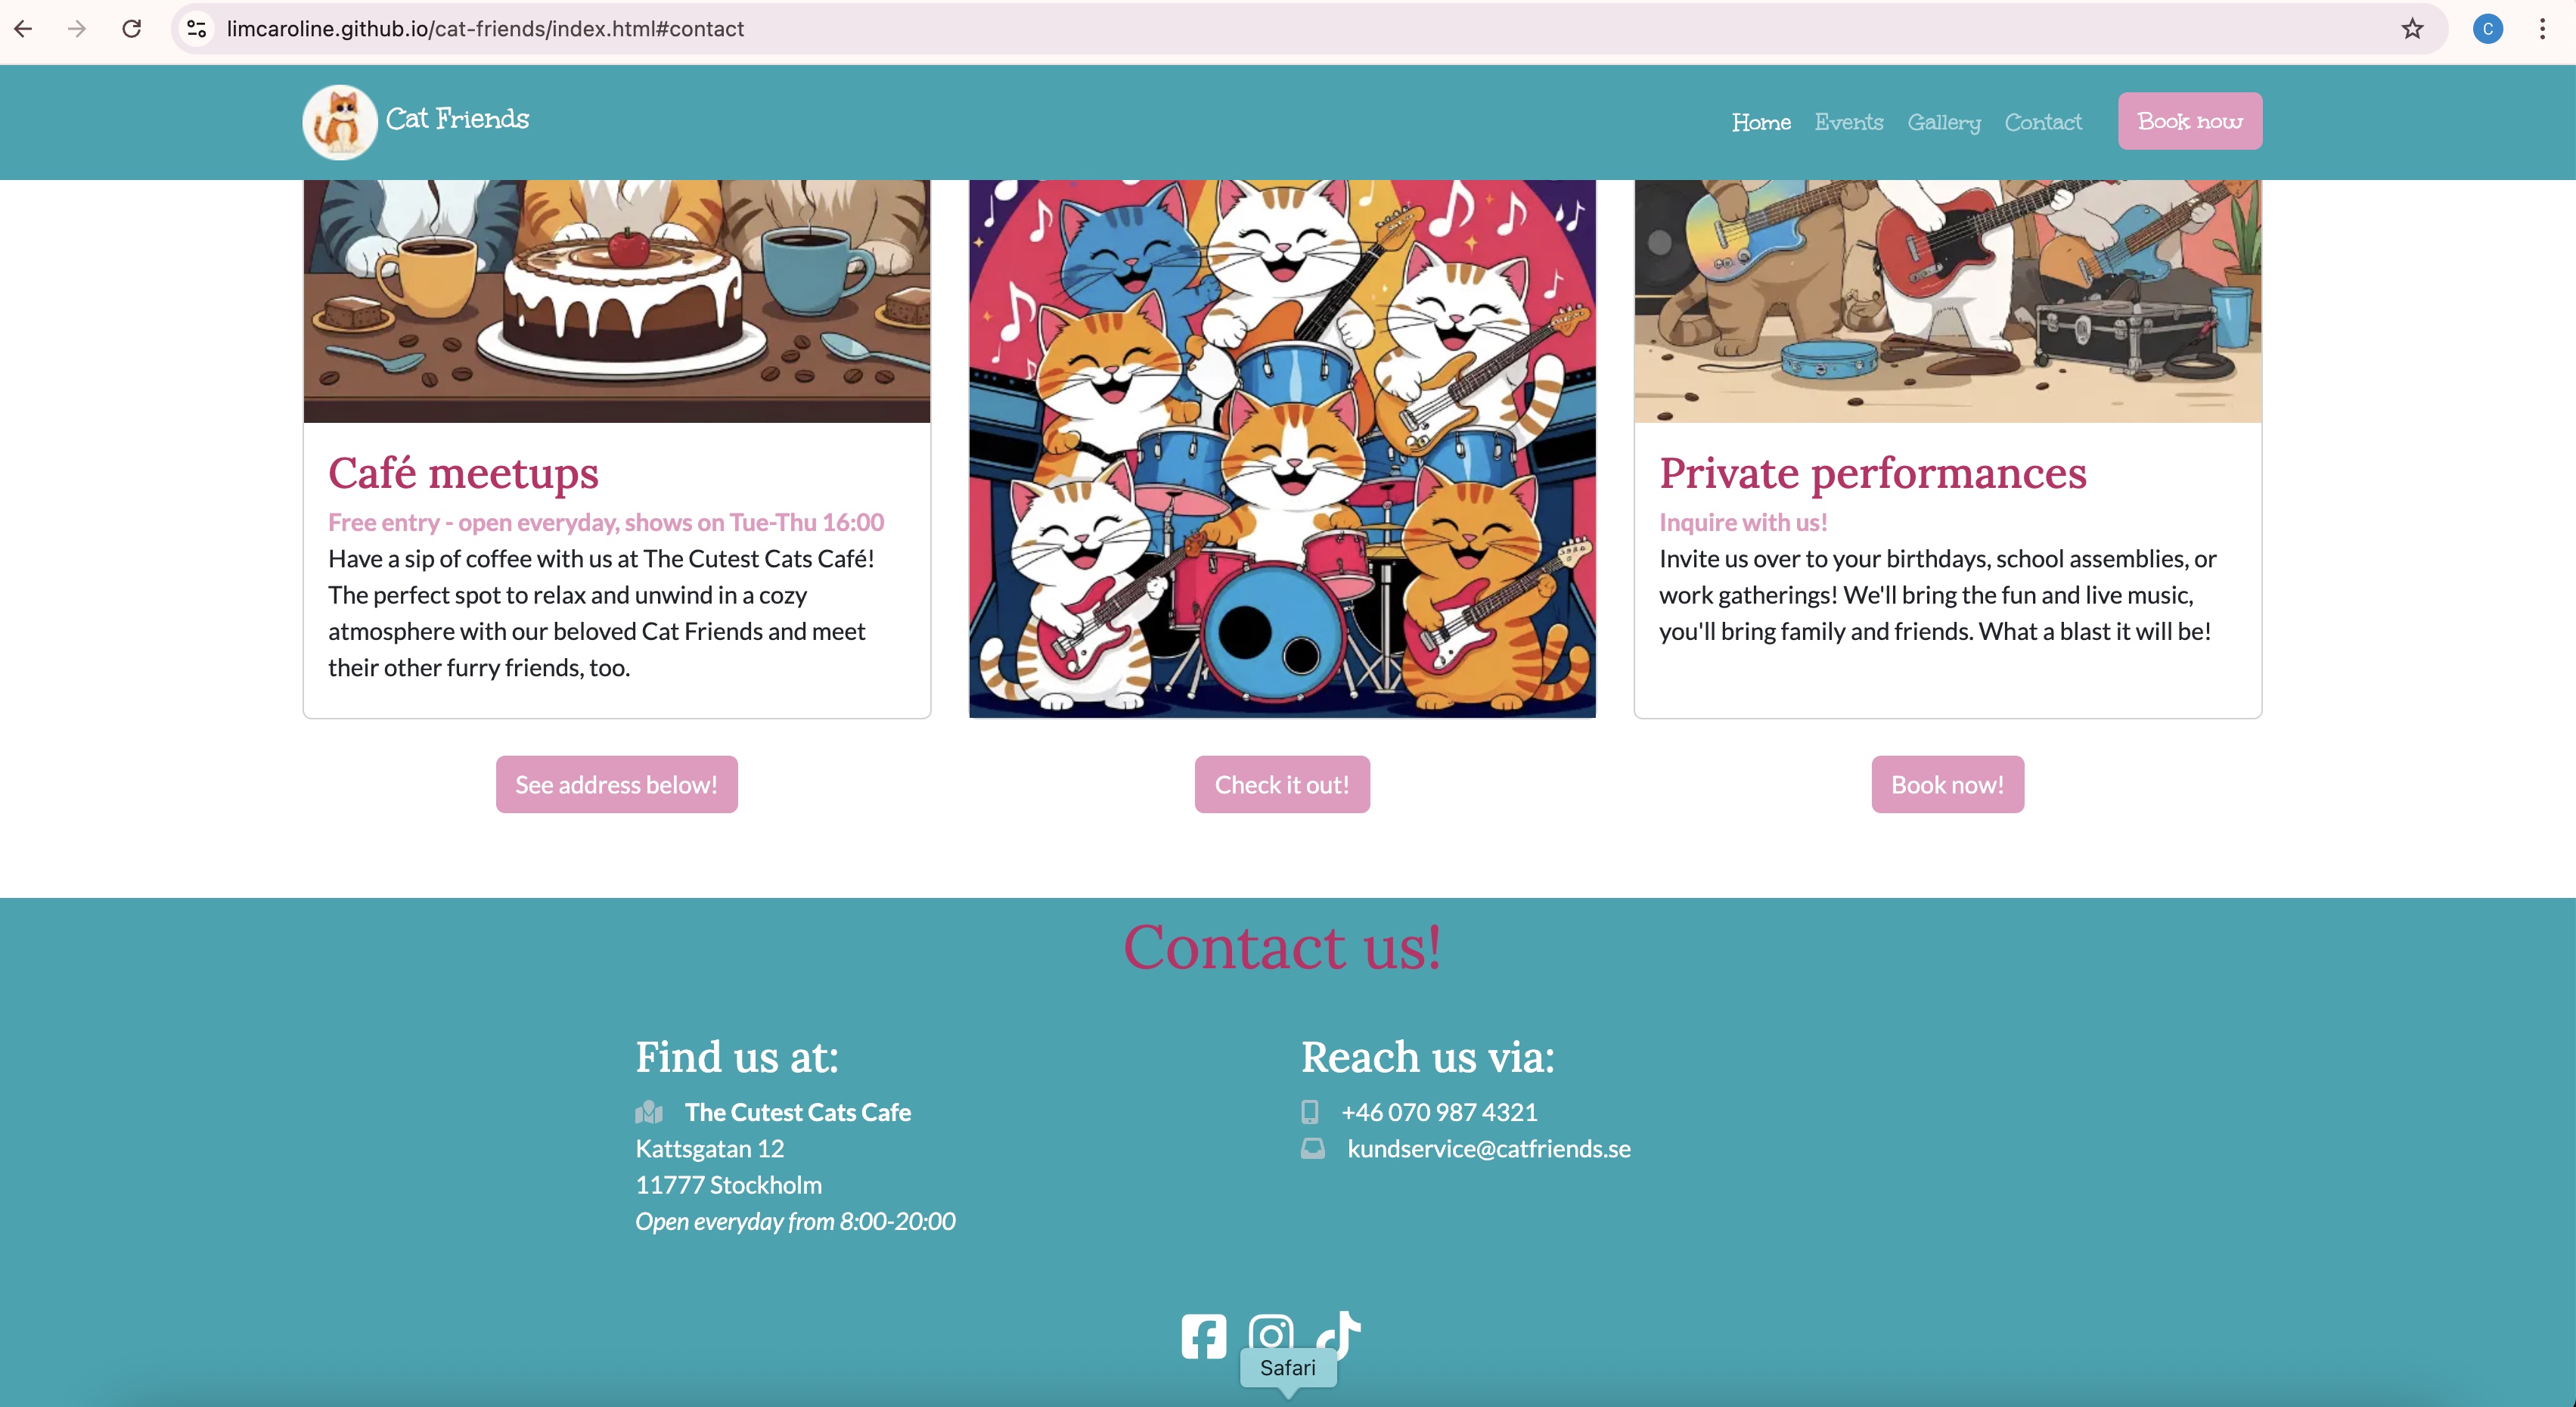 limcaroline.github.io/cat-friends/index.html#contact
C
Cat Friends
Home Events Gallery Contact Book now
Café meetups
Free entry - open everyday, shows on Tue-Thu 16:00
Have a sip of coffee with us at The Cutest Cats Café!
The perfect spot to relax and unwind in a cozy
atmosphere with our beloved Cat Friends and meet
their other furry friends, too.
Private performances
Inquire with us!
Invite us over to your birthdays, school assemblies, or
work gatherings! We'll bring the fun and live music,
you'll bring family and friends. What a blast it will be!
See address below!
Check it out!
Book now!
Contact us!
Find us at:
The Cutest Cats Cafe
Kattsgatan 12
11777 Stockholm
Open everyday from 8:00-20:00
Reach us via:
+46 070 987 4321
kundservice@catfriends.se
Safari